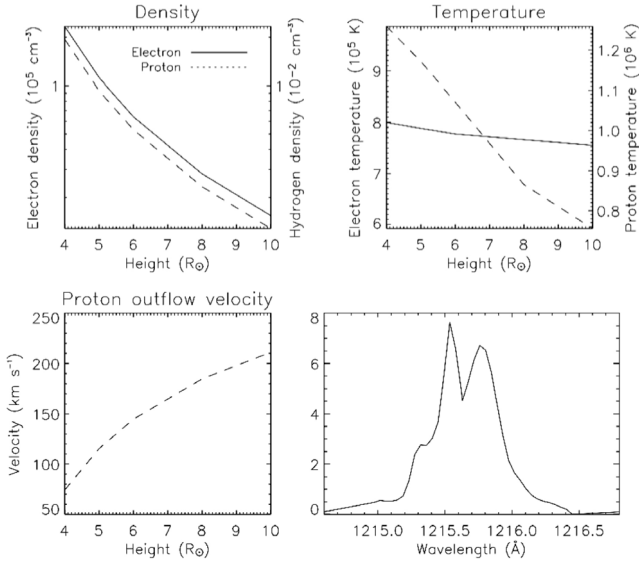 Density
Electron
Proton
Electron density (10⁵ cm⁻³)
1
Hydrogen density (10⁻² cm⁻³)
1
4 5 6 7 8 9 10
Height (R☉)
Temperature
Electron temperature (10⁵ K)
9
8
7
6
Proton temperature (10⁶ K)
1.2
1.1
1.0
0.9
0.8
4 5 6 7 8 9 10
Height (R☉)
Proton outflow velocity
Velocity (km s⁻¹)
250
200
150
100
50
4 5 6 7 8 9 10
Height (R☉)
8
6
4
2
0
1215.0 1215.5 1216.0 1216.5
Wavelength (Å)